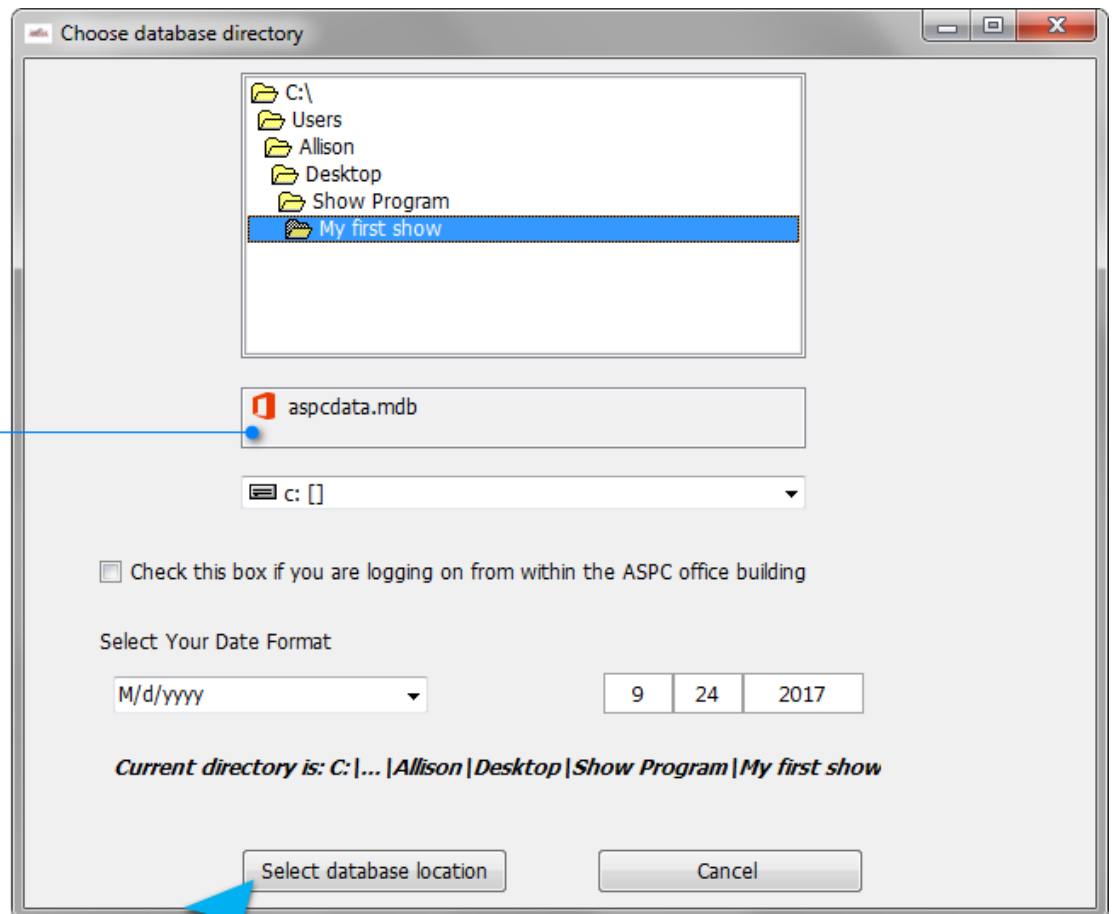 Choose database directory
C:\
Users
Allison
Desktop
Show Program
My first show
aspcdata.mdb
c: []
Check this box if you are logging on from within the ASPC office building
Select Your Date Format
M/d/yyyy 9 24 2017
Current directory is: C:|...|Allison|Desktop|Show Program|My first show
Select database location Cancel